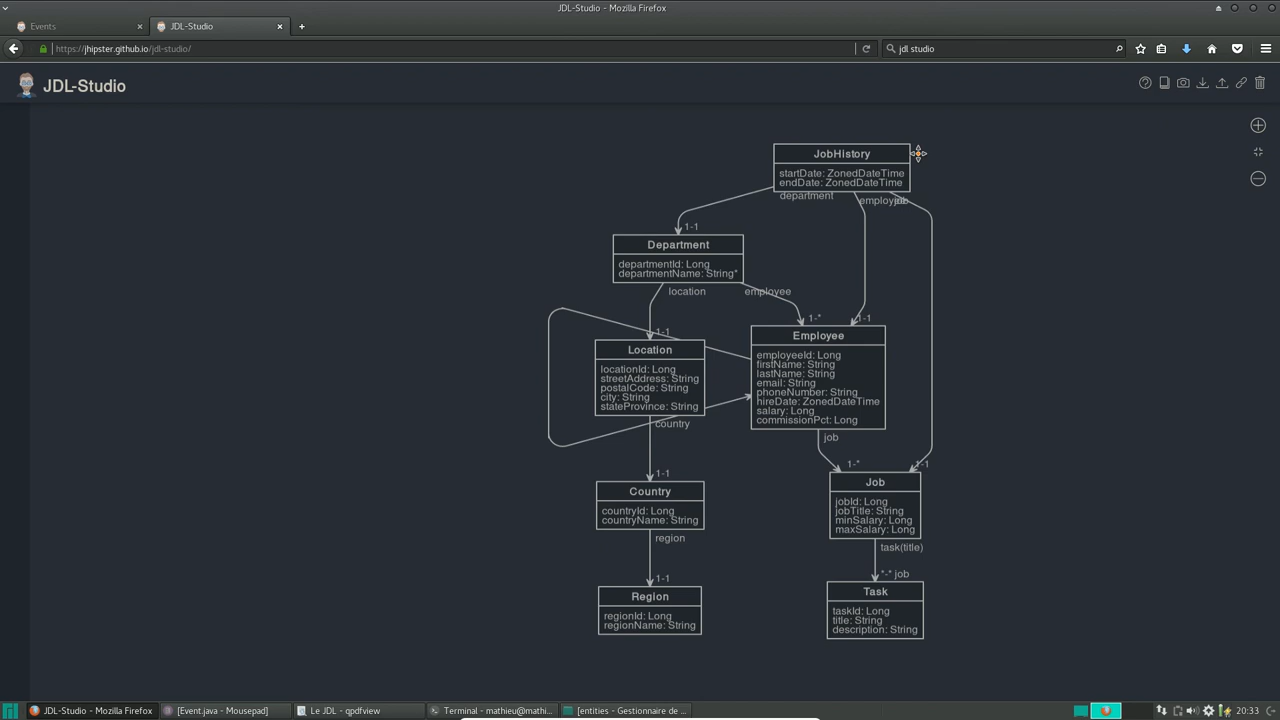 JDL-Studio - Mozilla Firefox
Events
JDL-Studio
https://jhipster.github.io/jdl-studio/
jdl studio
JDL-Studio
JobHistory
startDate: ZonedDateTime
endDate: ZonedDateTime
department
employee
job
1-1
Department
departmentId: Long
departmentName: String*
location
employee
1-1
1-*
1-1
Location
locationId: Long
streetAddress: String
postalCode: String
city: String
stateProvince: String
Employee
employeeId: Long
firstName: String
lastName: String
email: String
phoneNumber: String
hireDate: ZonedDateTime
salary: Long
commissionPct: Long
country
job
1-1
1-*
1-1
Country
countryId: Long
countryName: String
Job
jobId: Long
jobTitle: String
minSalary: Long
maxSalary: Long
region
task(title)
1-1
*-* job
Region
regionId: Long
regionName: String
Task
taskId: Long
title: String
description: String
JDL-Studio - Mozilla Firefox
[Event.java - Mousepad]
Le JDL - qpdfview
Terminal - mathieu@mathi...
[entities - Gestionnaire de ...
20:33